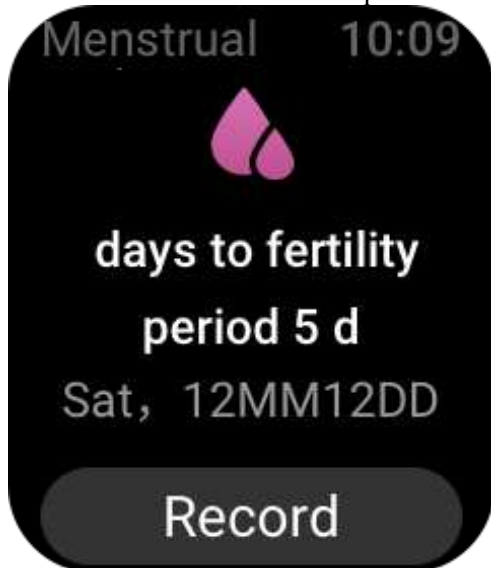 Menstrual 10:09
days to fertility
period 5 d
Sat， 12MM12DD
Record